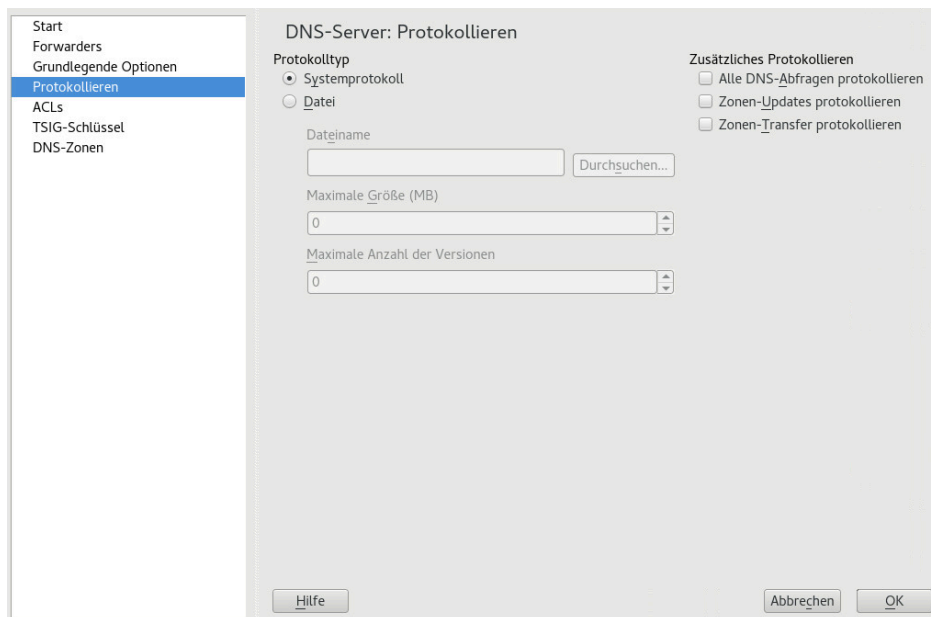 Start
Forwarders
Grundlegende Optionen
Protokollieren
ACLs
TSIG-Schlüssel
DNS-Zonen
DNS-Server: Protokollieren
Protokolltyp
Systemprotokoll
Datei
Dateiname
Durchsuchen...
Maximale Größe (MB)
0
Maximale Anzahl der Versionen
0
Zusätzliches Protokollieren
Alle DNS-Abfragen protokollieren
Zonen-Updates protokollieren
Zonen-Transfer protokollieren
Hilfe
Abbrechen
OK